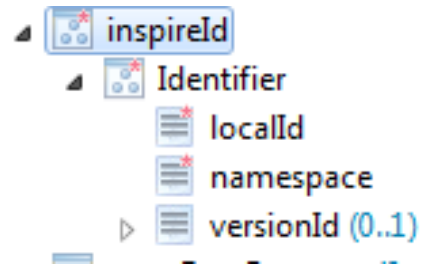 inspireId
Identifier
localId
namespace
versionId (0..1)